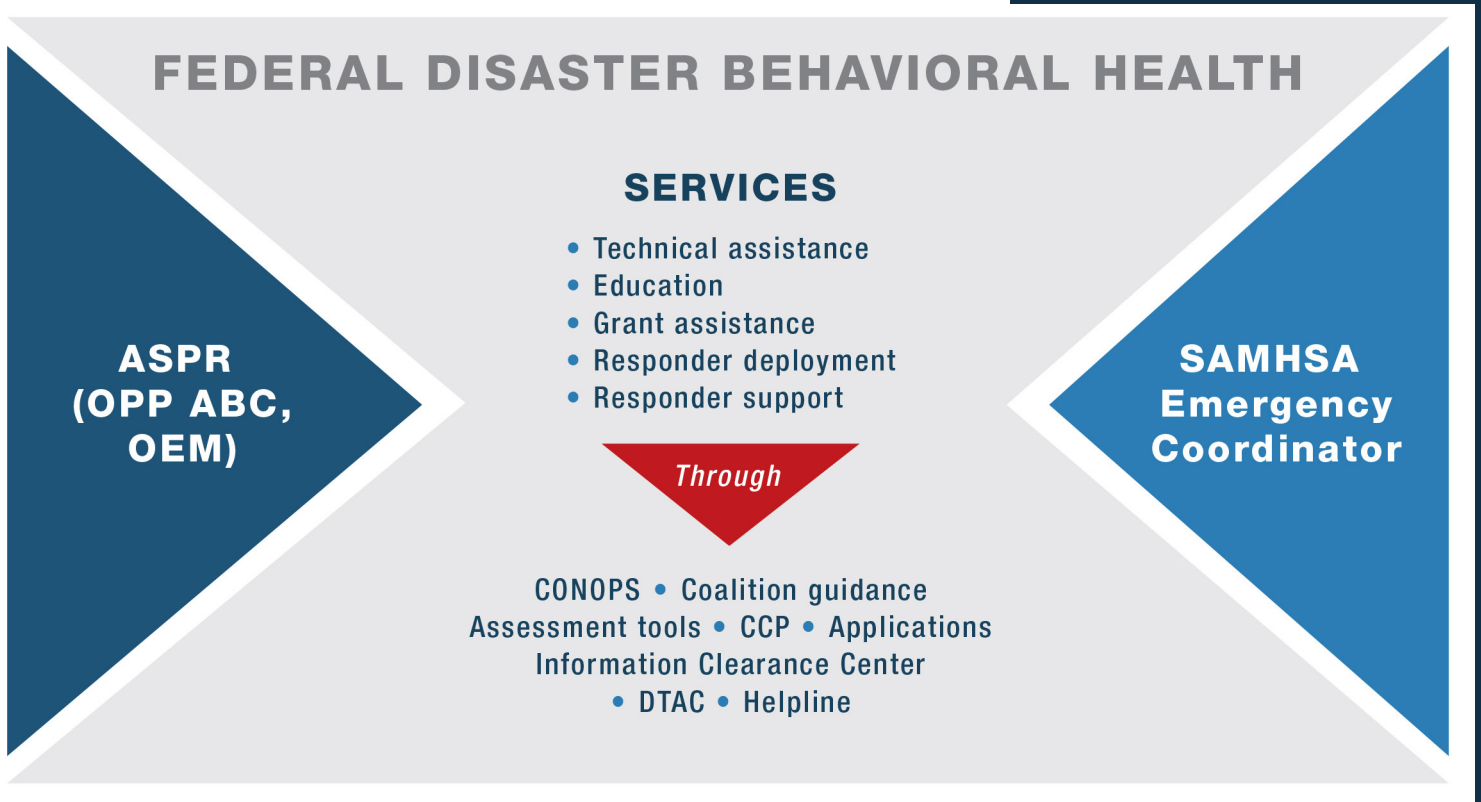 FEDERAL DISASTER BEHAVIORAL HEALTH
SERVICES
• Technical assistance
• Education
• Grant assistance
• Responder deployment
• Responder support
ASPR
(OPP ABC,
OEM)
SAMHSA
Emergency
Coordinator
Through
CONOPS • Coalition guidance
Assessment tools • CCP • Applications
Information Clearance Center
• DTAC • Helpline